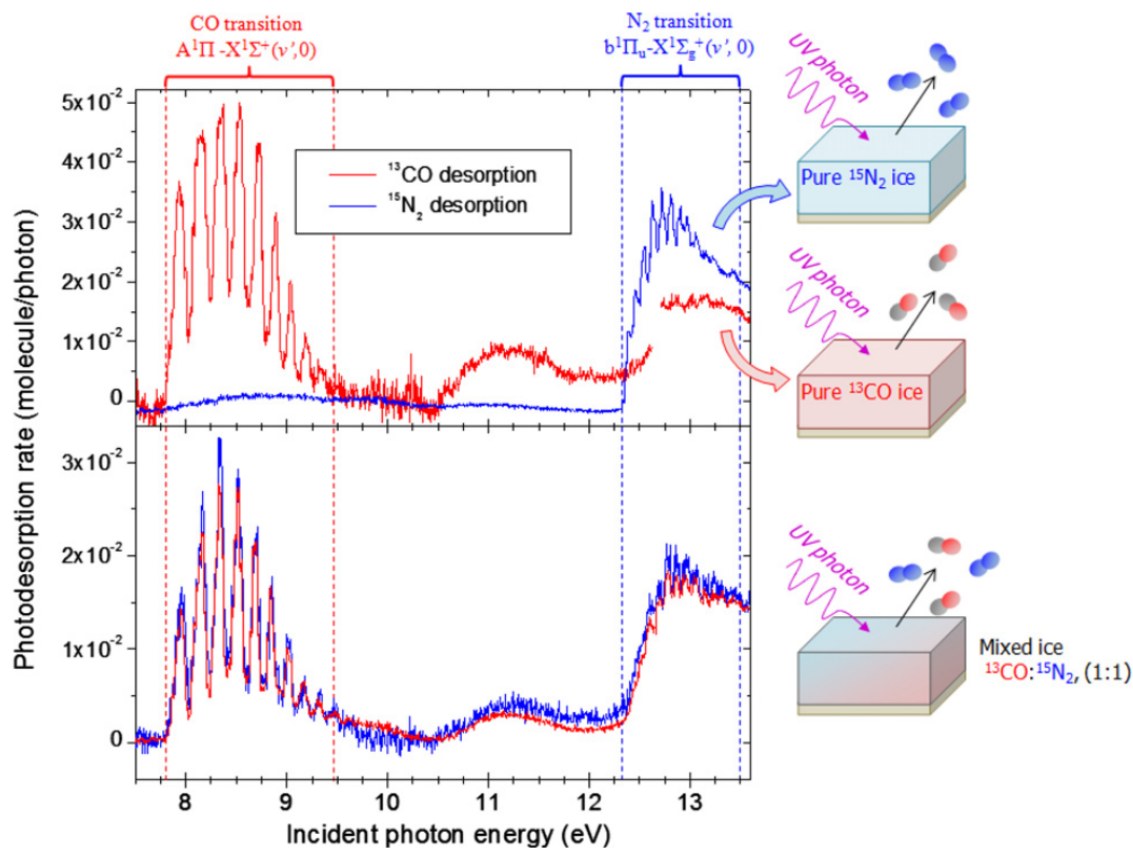 CO transition
A¹Π -X¹Σ⁺(v',0)
N₂ transition
b¹Πᵤ-X¹Σg⁺(v', 0)
5x10⁻²
4x10⁻²
3x10⁻²
2x10⁻²
1x10⁻²
0
¹³CO desorption
¹⁵N₂ desorption
3x10⁻²
2x10⁻²
1x10⁻²
0
Photodesorption rate (molecule/photon)
8 9 10 11 12 13
Incident photon energy (eV)
UV photon
Pure ¹⁵N₂ ice
UV photon
Pure ¹³CO ice
UV photon
Mixed ice
¹³CO:¹⁵N₂, (1:1)